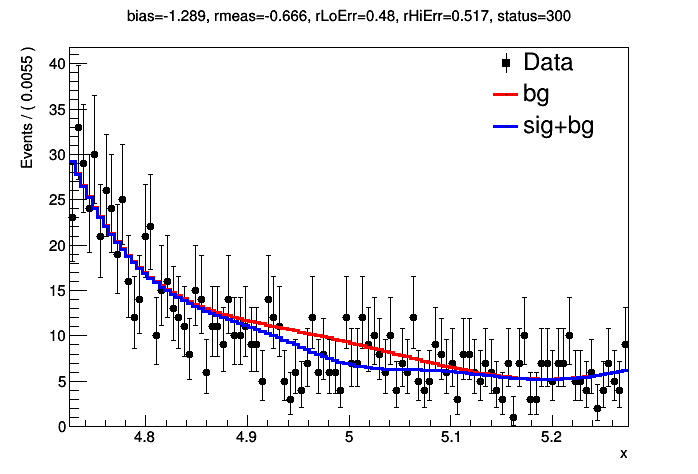 bias=-1.289, rmeas=-0.666, rLoErr=0.48, rHiErr=0.517, status=300
Events / ( 0.0055 )
40
35
30
25
20
15
10
5
0
Data
bg
sig+bg
4.8 4.9 5 5.1 5.2
x